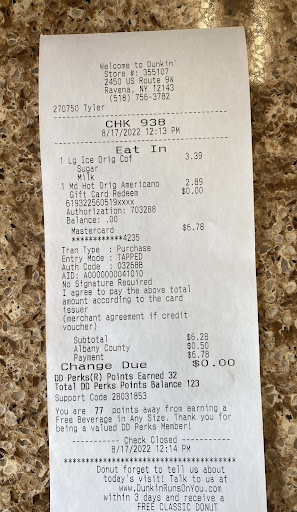 Welcome to Dunkin'
Store #: 355107
2450 US Route 9W
Ravena, NY 12143
(518) 756-3782
270750 Tyler
CHK 938
8/17/2022 12:13 PM
Eat In
1 Lg Ice Orig Cof 3.39
Sugar
Milk
1 Md Hot Orig Americano 2.89
Gift Card Redeem $0.00
619322560519xxxx
Authorization: 703288
Balance: .00
Mastercard $6.78
************4235
Tran Type : Purchase
Entry Mode : TAPPED
Auth Code : 03268B
AID: A0000000041010
No Signature Required
I agree to pay the above total
amount according to the card
issuer
(merchant agreement if credit
voucher)
Subtotal $6.28
Albany County $0.50
Payment $6.78
Change Due $0.00
DD Perks(R) Points Earned 32
Total DD Perks Points Balance 123
Support Code 28031853
You are 77 points away from earning a
Free Beverage in Any Size. Thank you for
being a valued DD Perks Member!
---------- Check Closed ----------
8/17/2022 12:14 PM
************************************
Donut forget to tell us about
today's visit! Talk to us at
www.DunkinRunsOnYou.com
within 3 days and receive a
FREE CLASSIC DONUT